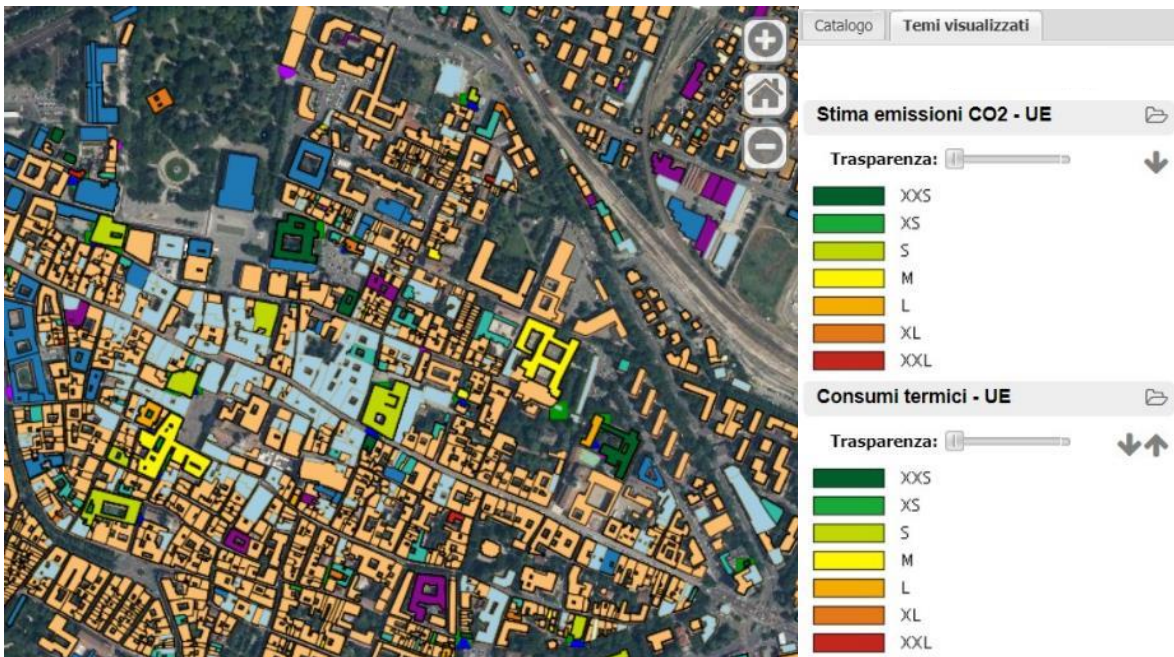 Catalogo Temi visualizzati
Stima emissioni CO2 - UE
Trasparenza:
XXS
XS
S
M
L
XL
XXL
Consumi termici - UE
Trasparenza:
XXS
XS
S
M
L
XL
XXL